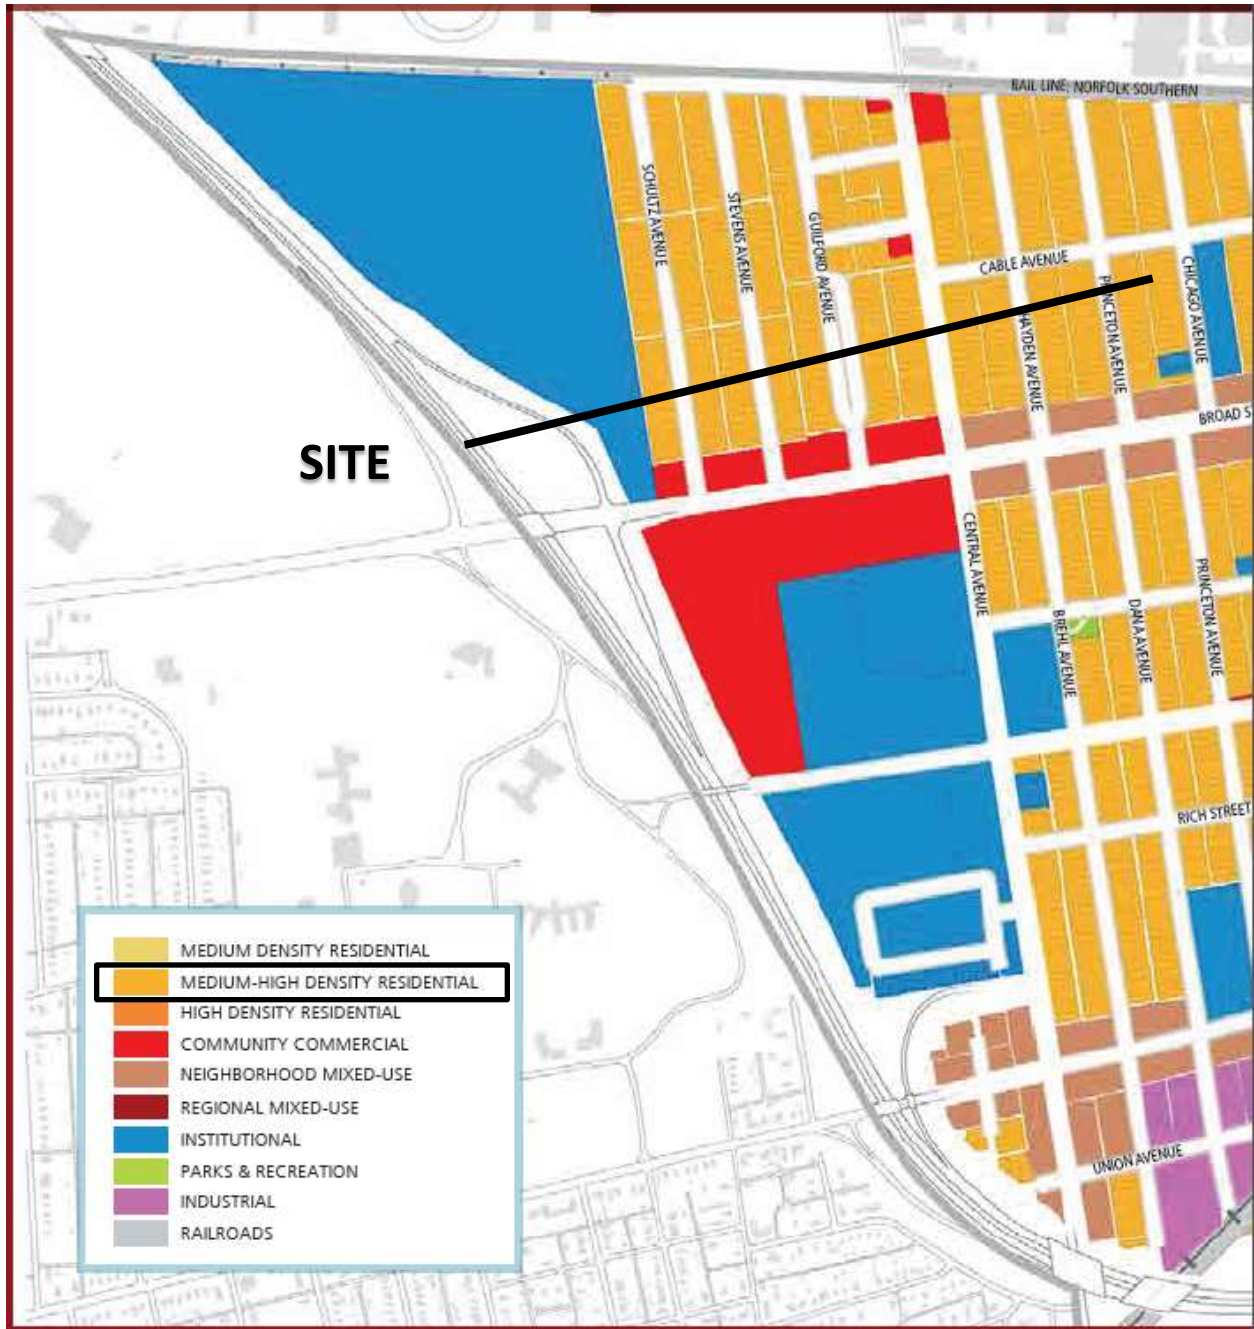 RAIL LINE: NORFOLK SOUTHERN
SCHULTZ AVENUE
STEVENS AVENUE
GUILFORD AVENUE
CABLE AVENUE
CHICAGO AVENUE
PRINCETON AVENUE
HAYDEN AVENUE
BROAD S
SITE
CENTRAL AVENUE
BREHL AVENUE
DANA AVENUE
PRINCETON AVENUE
RICH STREET
UNION AVENUE
MEDIUM DENSITY RESIDENTIAL
MEDIUM-HIGH DENSITY RESIDENTIAL
HIGH DENSITY RESIDENTIAL
COMMUNITY COMMERCIAL
NEIGHBORHOOD MIXED-USE
REGIONAL MIXED-USE
INSTITUTIONAL
PARKS & RECREATION
INDUSTRIAL
RAILROADS